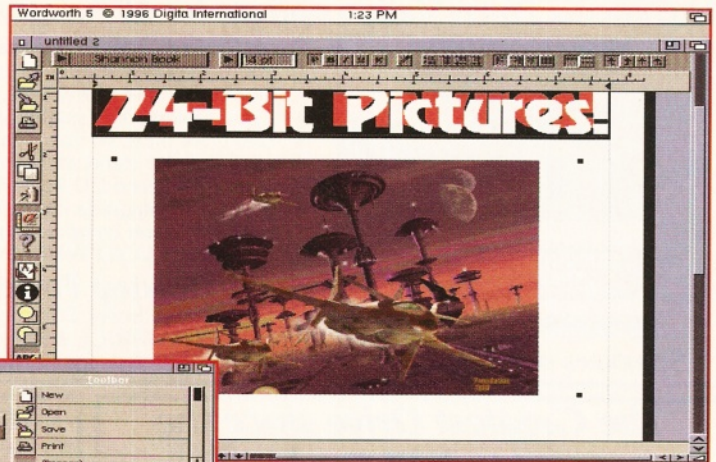 Wordworth 5 © 1996 Digita International 1:23 PM
untitled 2
Shannon Book 14 pt
24-Bit Pictures!
Toolbar
New
Open
Save
Print